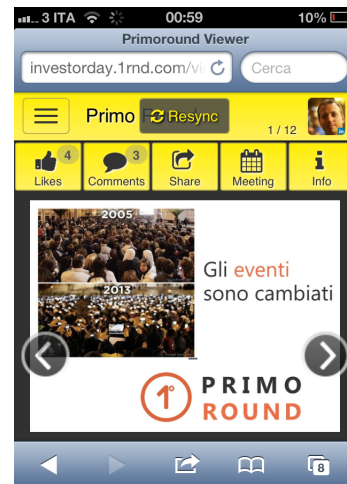 3 ITA 00:59 10%
Primoround Viewer
investorday.1rnd.com/vi
Cerca
Primo
Resync
1 / 12
4
3
Likes
Comments
Share
Meeting
Info
2005
2013
Gli eventi
sono cambiati
1°
PRIMO
ROUND
8